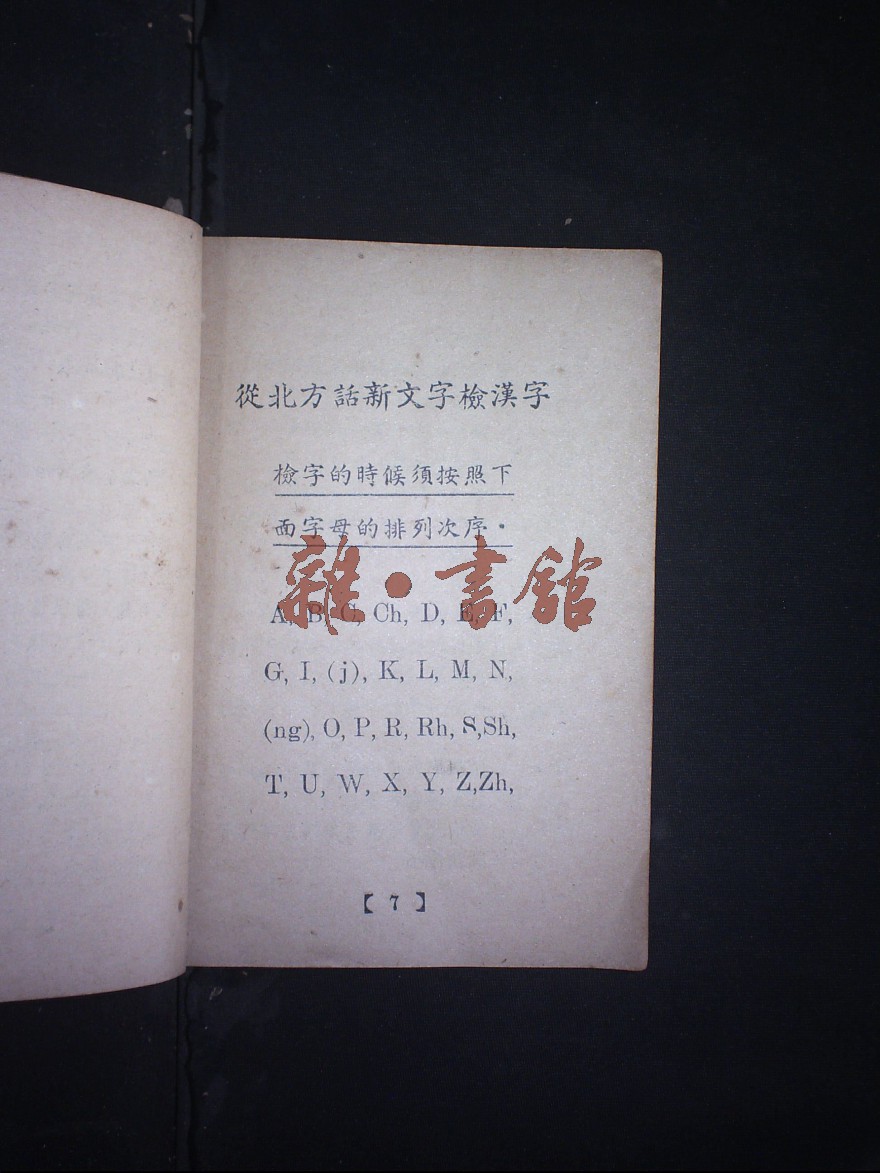 從北方話新文字檢漢字
檢字的時候須按照下
面字母的排列次序·
雜·書舘
A, B, C, Ch, D, E, F,
G, I, (j), K, L, M, N,
(ng), O, P, R, Rh, S,Sh,
T, U, W, X, Y, Z,Zh,
【7】